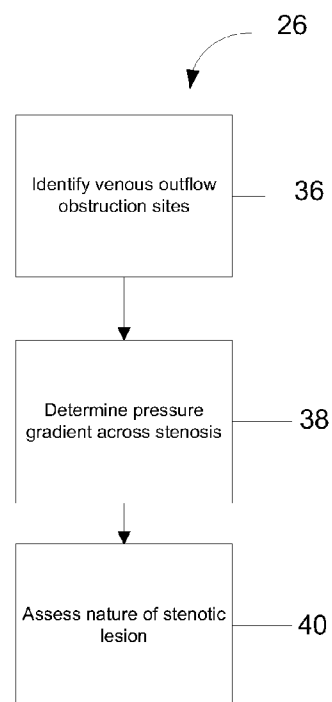 26
Identify venous outflow
obstruction sites
36
Determine pressure
gradient across stenosis
38
Assess nature of stenotic
lesion
40